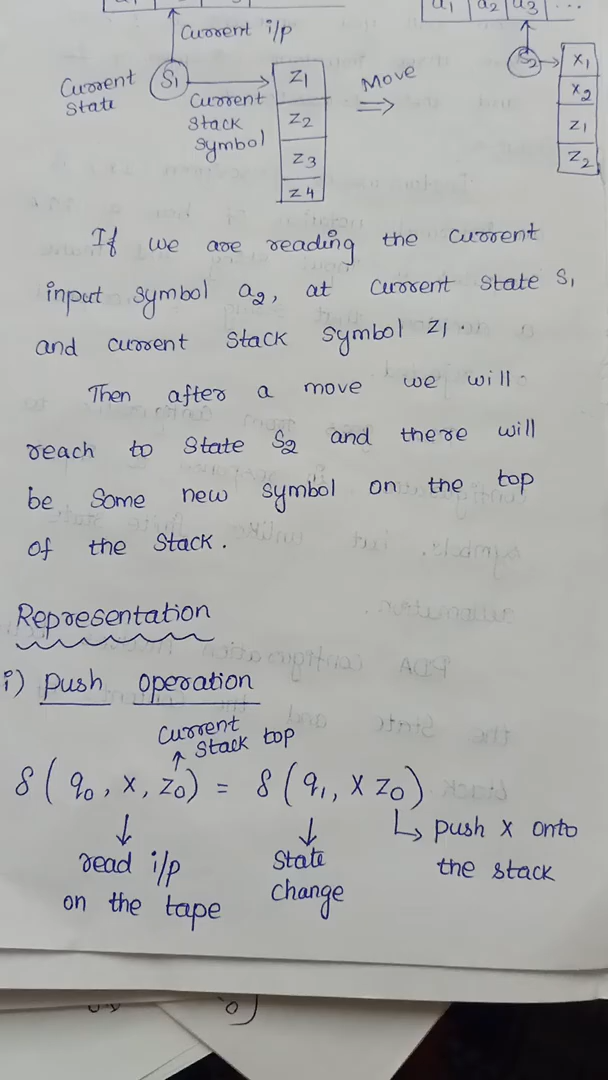 a1 a2 a3 ...
Current i/p
Current State
S1
Current Stack Symbol
Z1
Z2
Z3
Z4
Move
⇒
S2
X1
X2
Z1
Z2
If we are reading the current
input symbol a2, at current state S1
and current stack symbol Z1.
Then after a move we will
reach to state S2 and there will
be some new symbol on the top
of the stack.
Representation
i) Push operation
Current
Stack top
δ(q0, X, Z0) = δ(q1, X Z0)
read i/p
on the tape
State
Change
push X onto
the stack